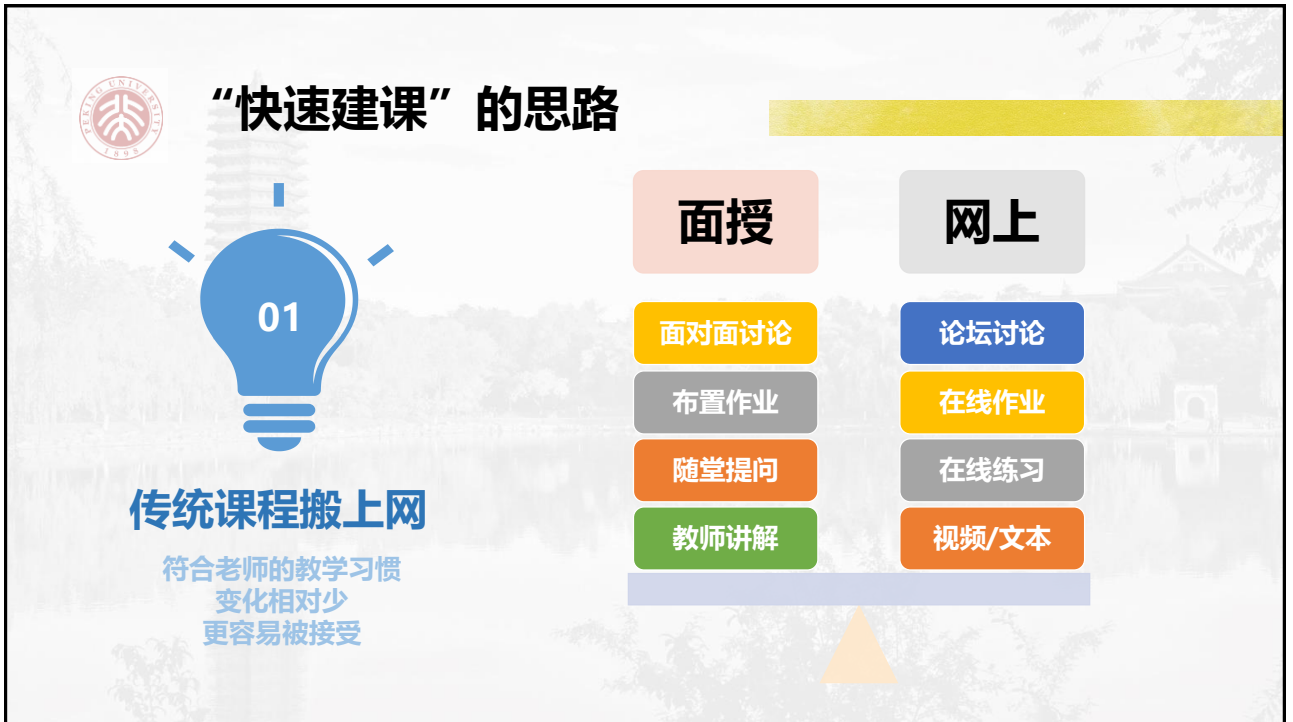 “快速建课”的思路
PEKING UNIVERSITY
1898
01
传统课程搬上网
符合老师的教学习惯
变化相对少
更容易被接受
面授
网上
面对面讨论
论坛讨论
布置作业
在线作业
随堂提问
在线练习
教师讲解
视频/文本